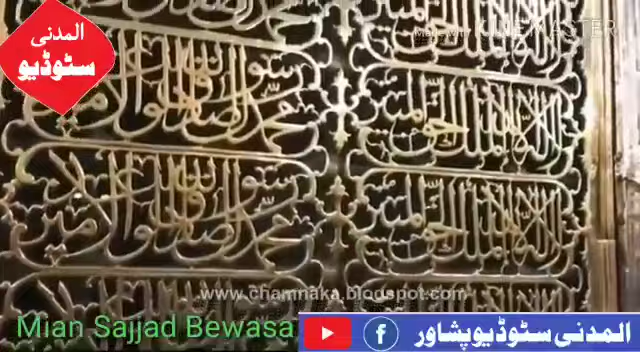 المدنی
سٹوڈیو
Made with KINEMASTER
لا إله إلا الله الملك الحق المبين
محمد رسول الله الصادق الوعد الأمين
لا إله إلا الله الملك الحق المبين
محمد رسول الله الصادق الوعد الأمين
www.chamnaka.blogspot.com
Mian Sajjad Bewasa
المدنی سٹوڈیو پشاور